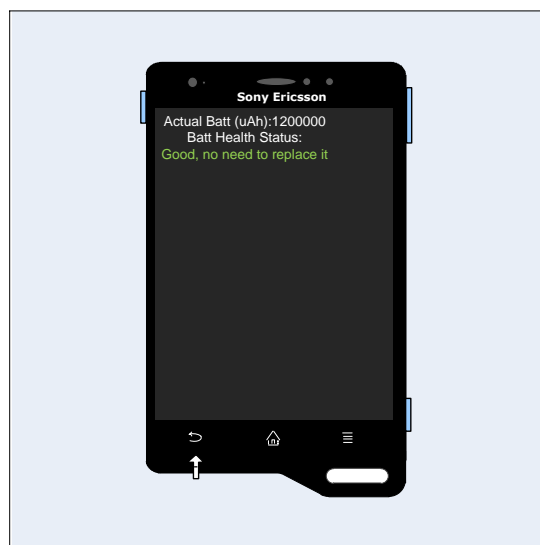 Sony Ericsson
Actual Batt (uAh):1200000
Batt Health Status:
Good, no need to replace it